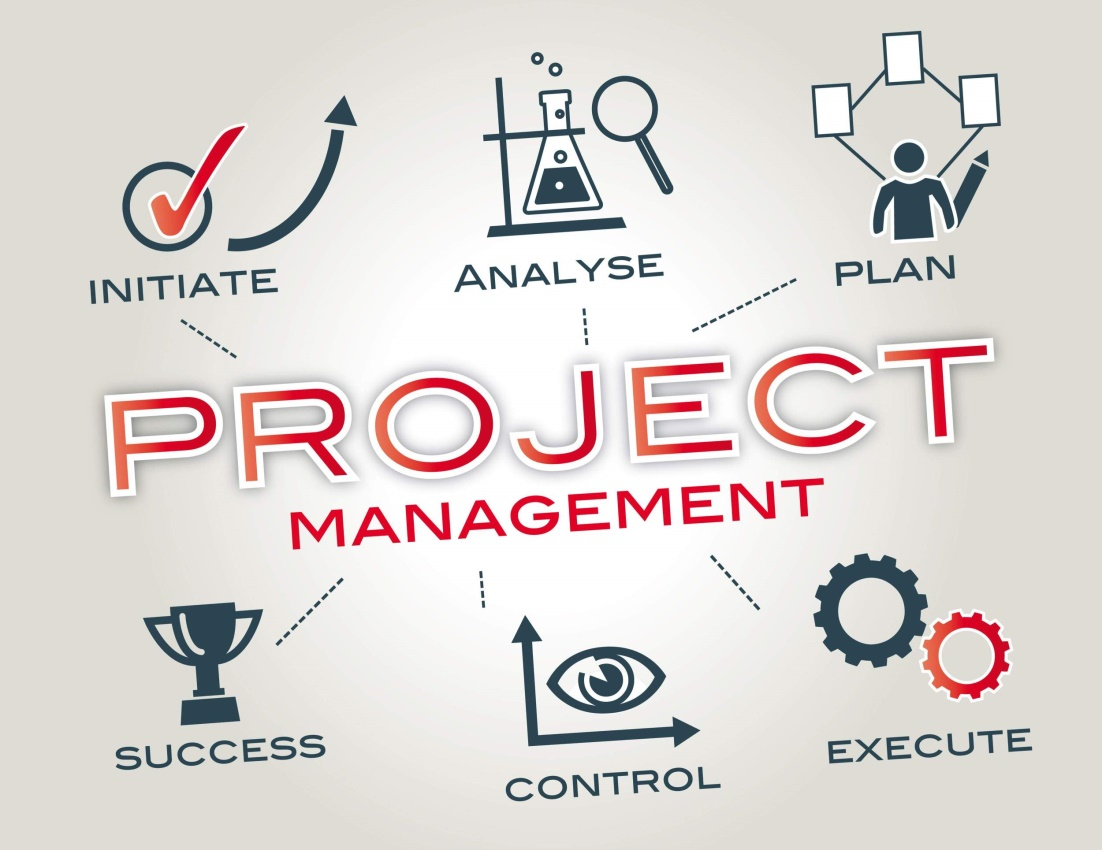 INITIATE
ANALYSE
PLAN
PROJECT
MANAGEMENT
SUCCESS
CONTROL
EXECUTE